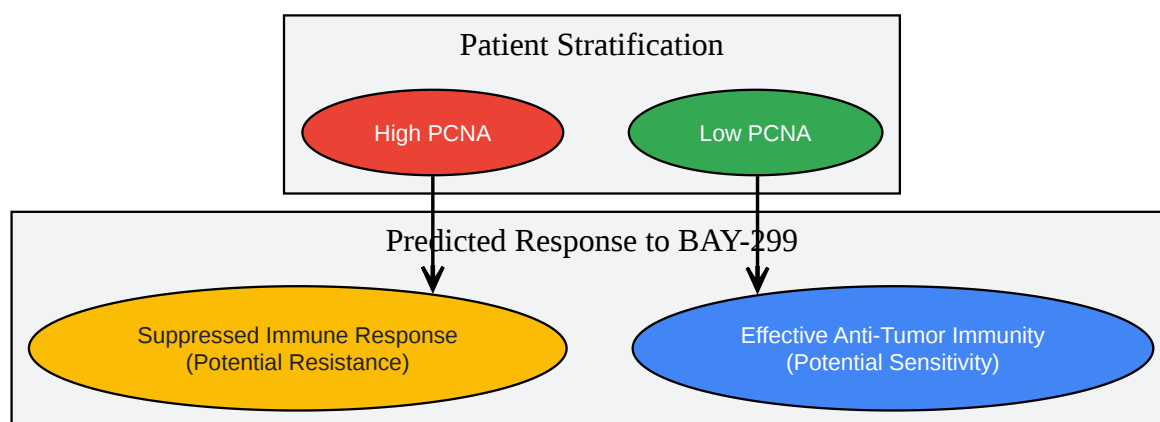 Patient Stratification
High PCNA
Low PCNA
Predicted Response to BAY-299
Suppressed Immune Response
(Potential Resistance)
Effective Anti-Tumor Immunity
(Potential Sensitivity)